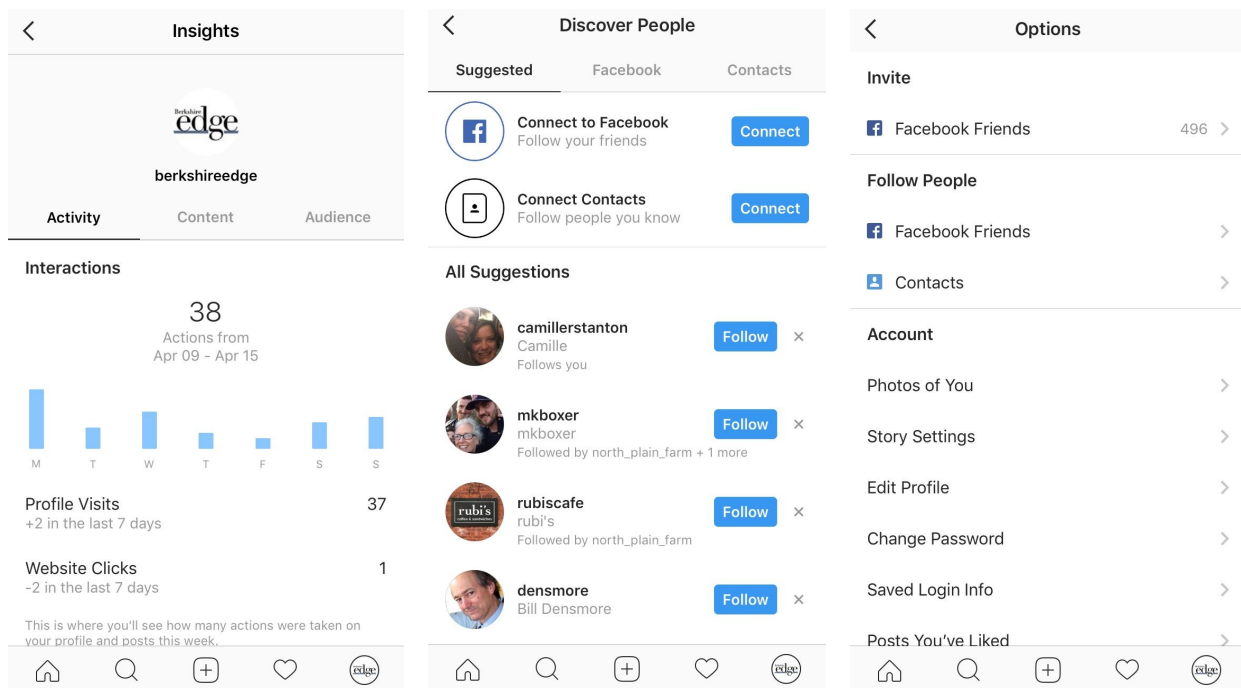 Insights
Berkshire
edge
berkshireedge
Activity Content Audience
Interactions
38
Actions from
Apr 09 - Apr 15
M T W T F S S
Profile Visits 37
+2 in the last 7 days
Website Clicks 1
-2 in the last 7 days
This is where you'll see how many actions were taken on
your profile and posts this week.
edge
Discover People
Suggested Facebook Contacts
Connect to Facebook
Follow your friends
Connect
Connect Contacts
Follow people you know
Connect
All Suggestions
camillerstanton
Camille
Follows you
Follow
mkboxer
mkboxer
Followed by north_plain_farm + 1 more
Follow
rubi's
coffee & sandwiches
rubiscafe
rubi's
Followed by north_plain_farm
Follow
densmore
Bill Densmore
Follow
edge
Options
Invite
Facebook Friends 496
Follow People
Facebook Friends
Contacts
Account
Photos of You
Story Settings
Edit Profile
Change Password
Saved Login Info
Posts You've Liked
edge